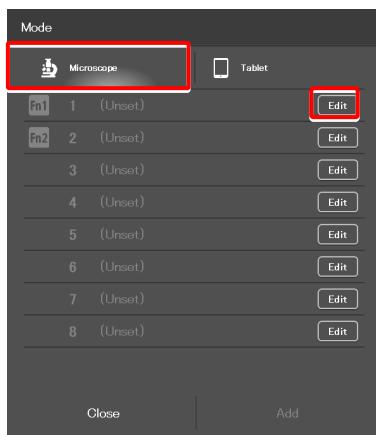 Mode
Microscope Tablet
Fn1 1 (Unset) Edit
Fn2 2 (Unset) Edit
3 (Unset) Edit
4 (Unset) Edit
5 (Unset) Edit
6 (Unset) Edit
7 (Unset) Edit
8 (Unset) Edit
Close Add